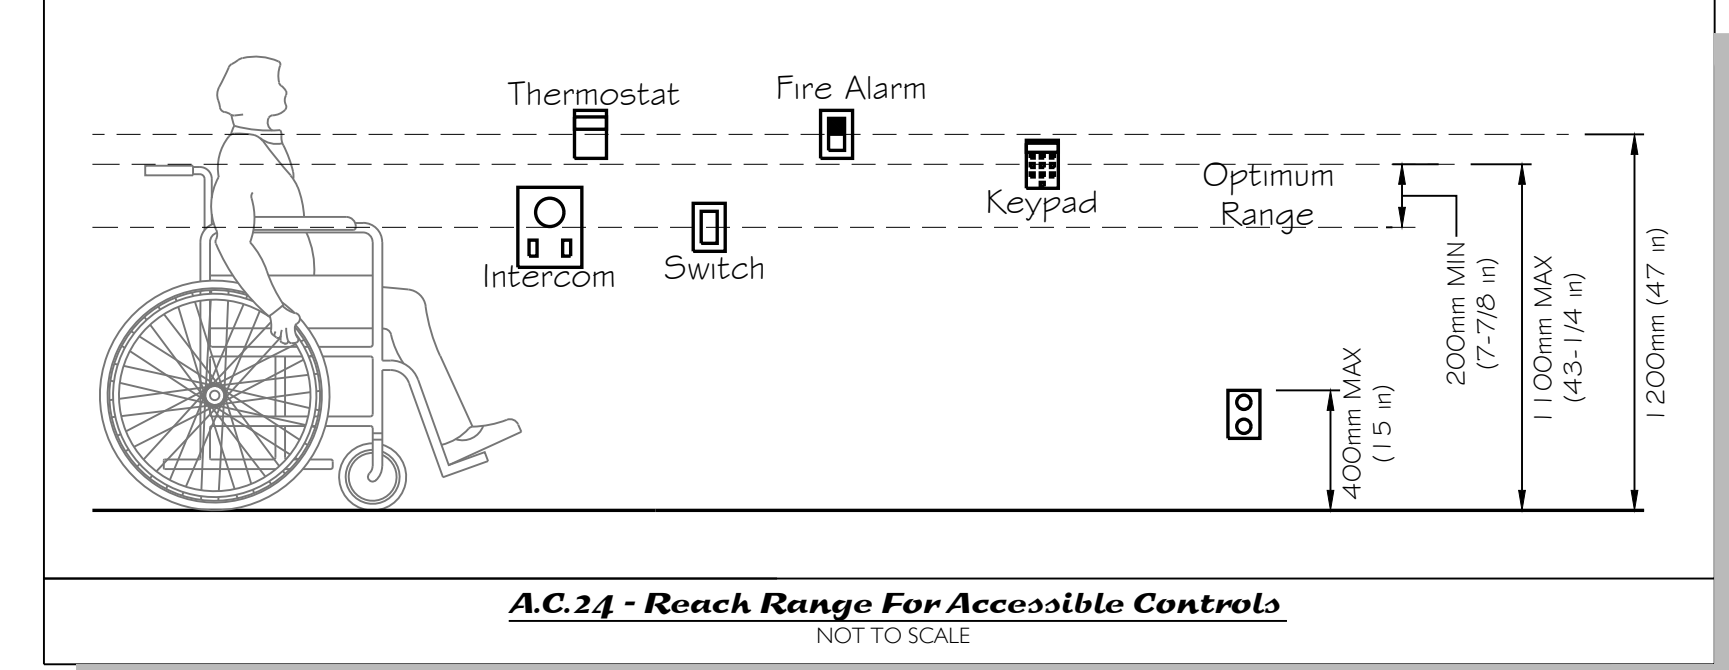 Thermostat
Fire Alarm
Optimum
Range
Keypad
Intercom
Switch
400mm MAX
(15 in)
200mm MIN
(7-7/8 in)
1100mm MAX
(43-1/4 in)
1200mm (47 in)
A.C.24 - Reach Range For Accessible Controls
NOT TO SCALE